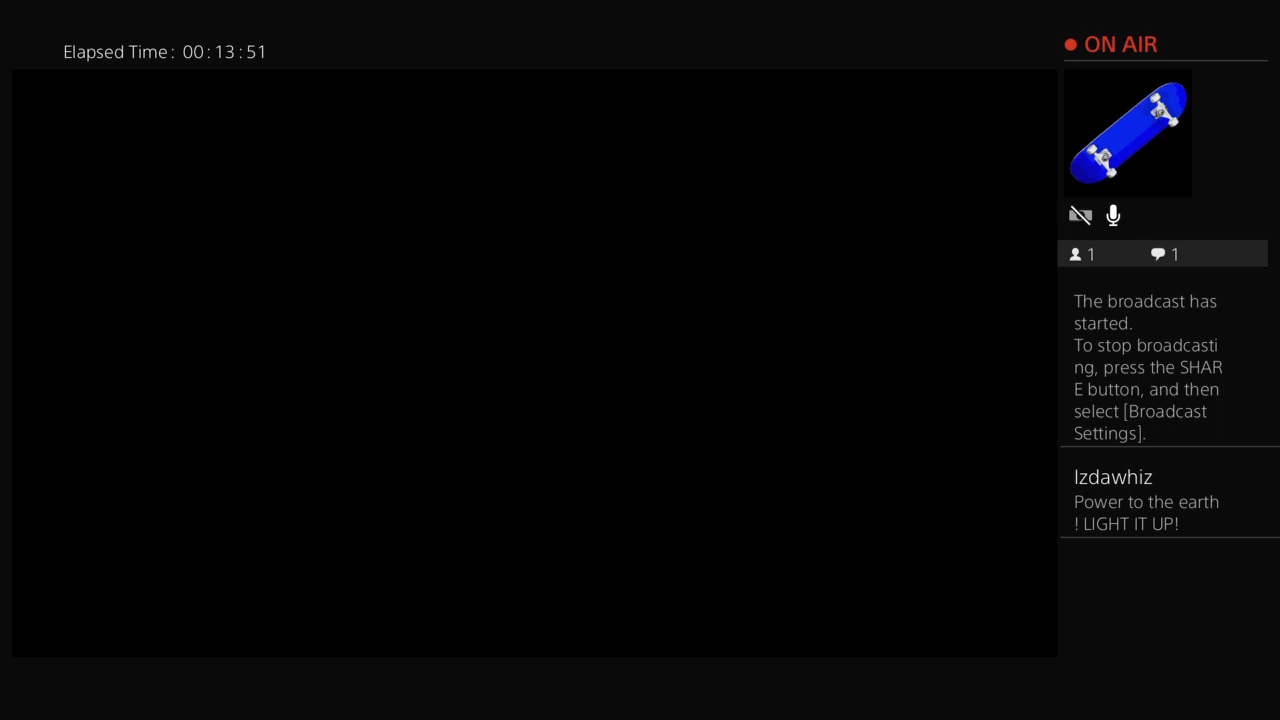 Elapsed Time: 00:13:51
ON AIR
1 1
The broadcast has
started.
To stop broadcasti
ng, press the SHAR
E button, and then
select [Broadcast
Settings].
Izdawhiz
Power to the earth
! LIGHT IT UP!